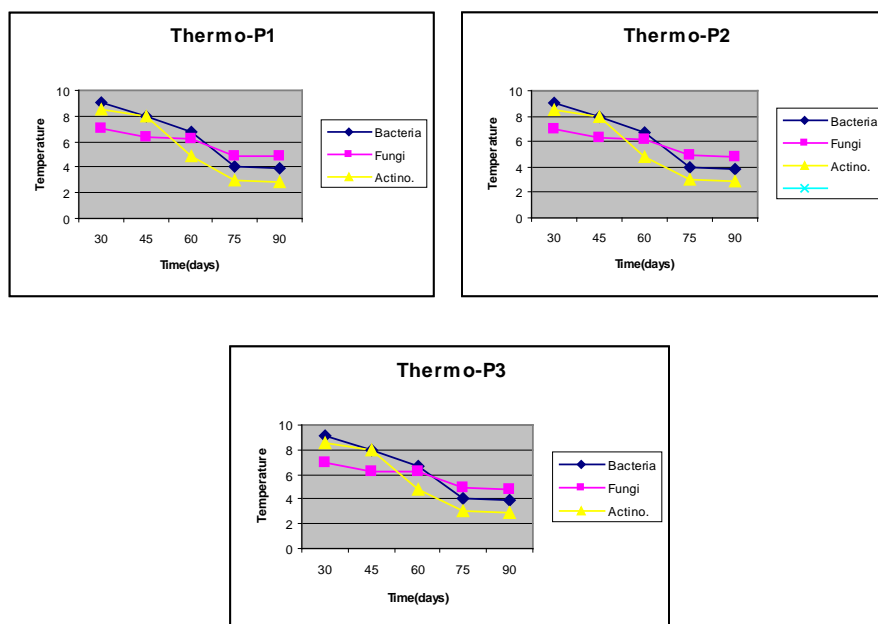 Thermo-P1
10
8
6
4
2
0
Temperature
30 45 60 75 90
Time(days)
Bacteria
Fungi
Actino.
Thermo-P2
10
8
6
4
2
0
Temperature
30 45 60 75 90
Time(days)
Bacteria
Fungi
Actino.
Thermo-P3
10
8
6
4
2
0
Temperature
30 45 60 75 90
Time(days)
Bacteria
Fungi
Actino.